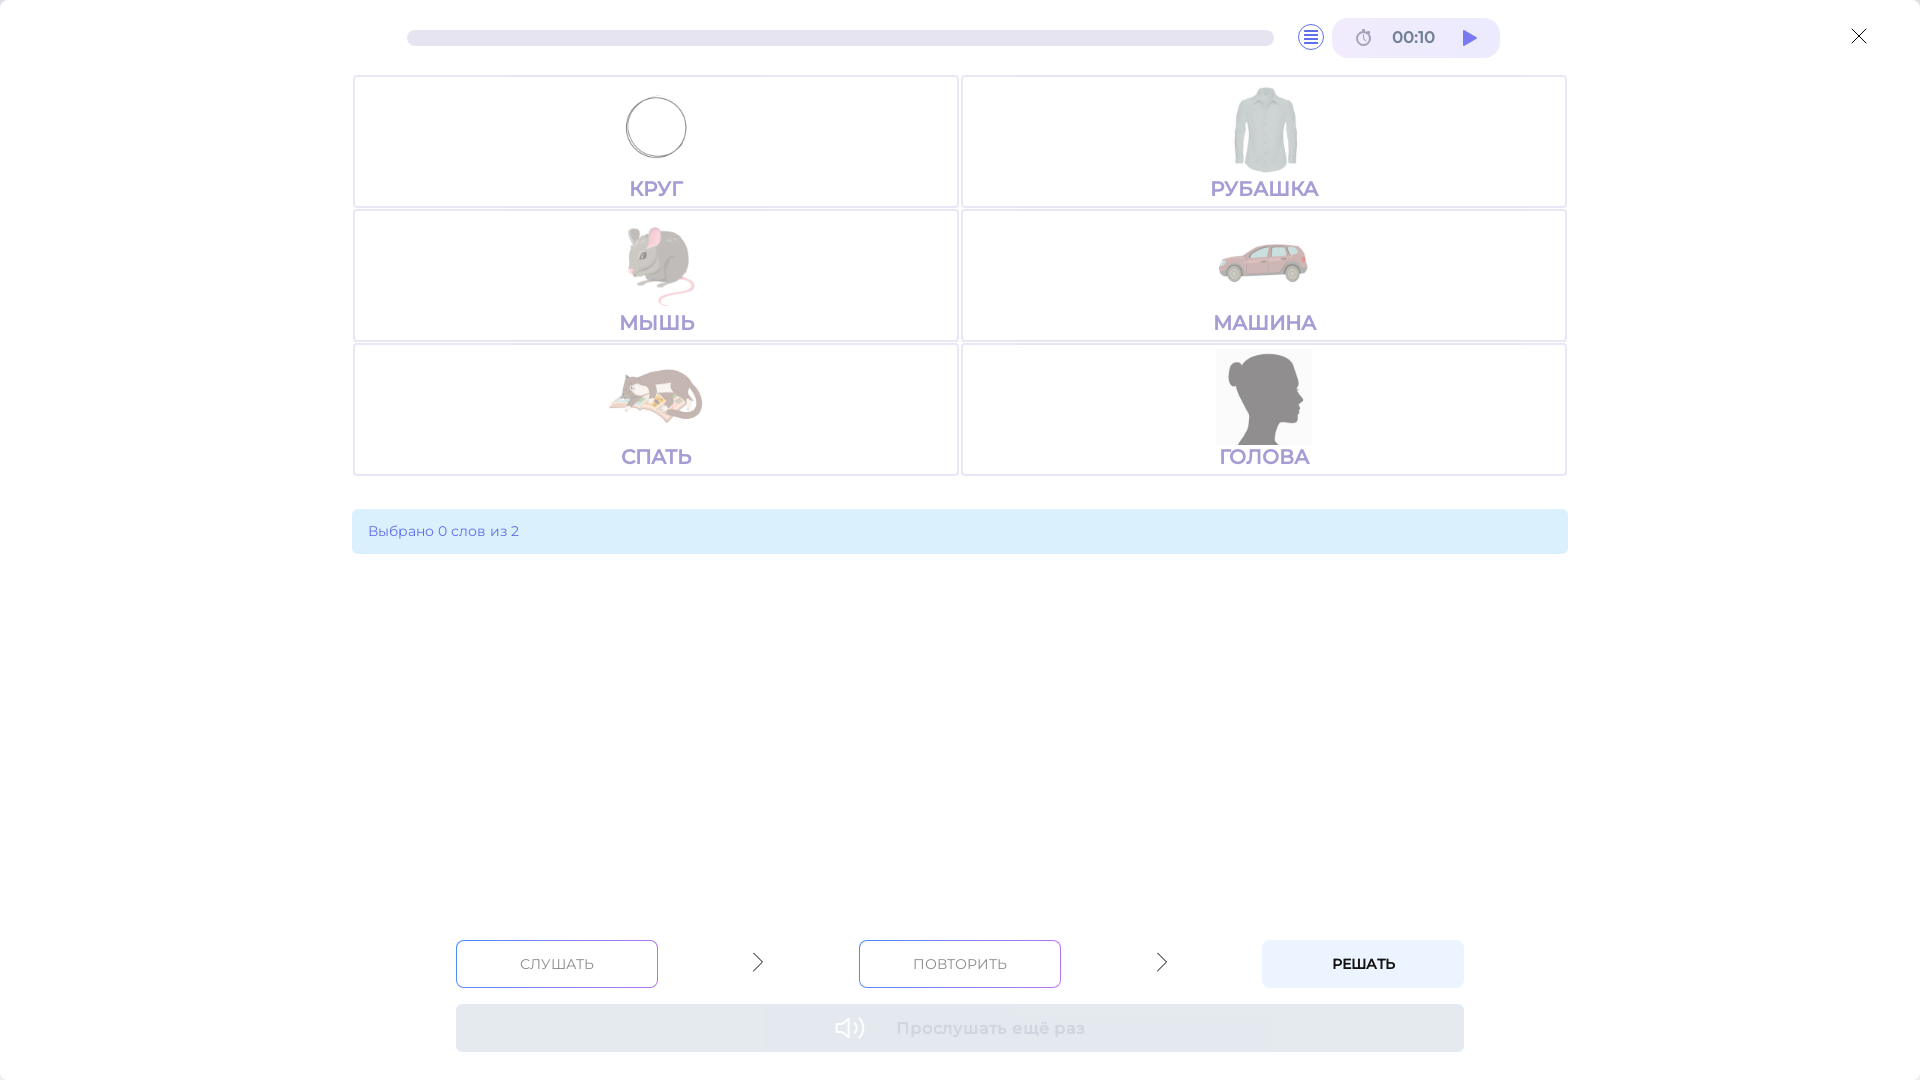 00:10
КРУГ
РУБАШКА
МЫШЬ
МАШИНА
СПАТЬ
ГОЛОВА
Выбрано 0 слов из 2
СЛУШАТЬ
ПОВТОРИТЬ
РЕШАТЬ
Прослушать ещё раз